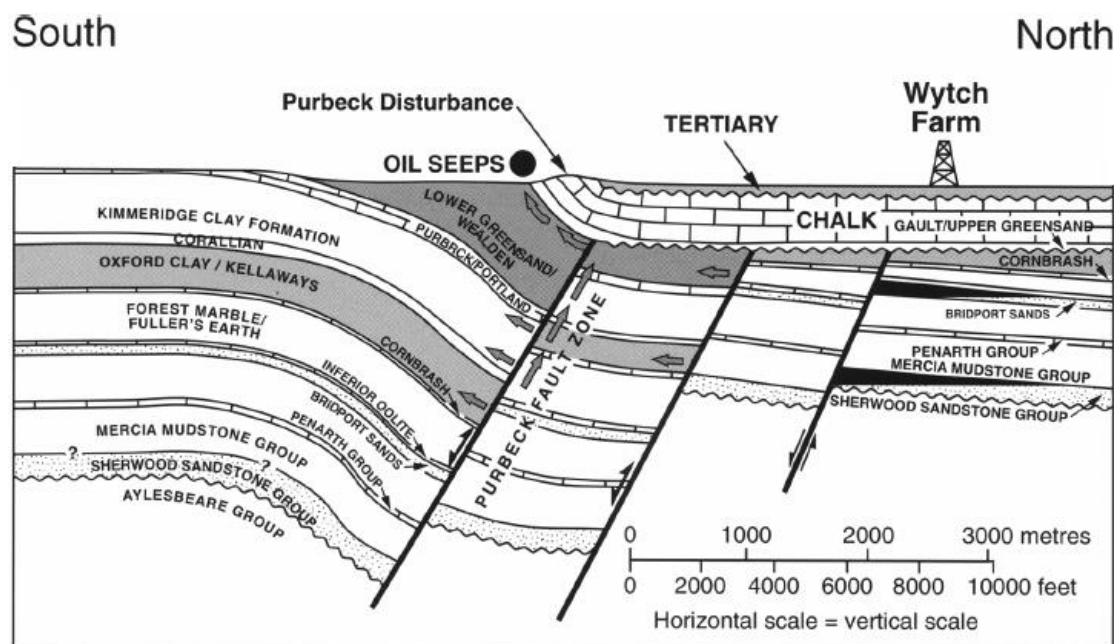 South
North
Purbeck Disturbance
Wytch
Farm
TERTIARY
OIL SEEPS
LOWER GREENSAND/
WEALDEN
CHALK
GAULT/UPPER GREENSAND
KIMMERIDGE CLAY FORMATION
CORALLIAN
PURBRCK/PORTLAND
CORNBRASH
OXFORD CLAY / KELLAWAYS
BRIDPORT SANDS
FOREST MARBLE/
FULLER'S EARTH
CORNBRASH
PURBECK FAULT ZONE
PENARTH GROUP
MERCIA MUDSTONE GROUP
INFERIOR OOLITE
BRIDPORT SANDS
PENARTH GROUP
SHERWOOD SANDSTONE GROUP
MERCIA MUDSTONE GROUP
?
?
SHERWOOD SANDSTONE GROUP
AYLESBEARE GROUP
0 1000 2000 3000 metres
0 2000 4000 6000 8000 10000 feet
Horizontal scale = vertical scale